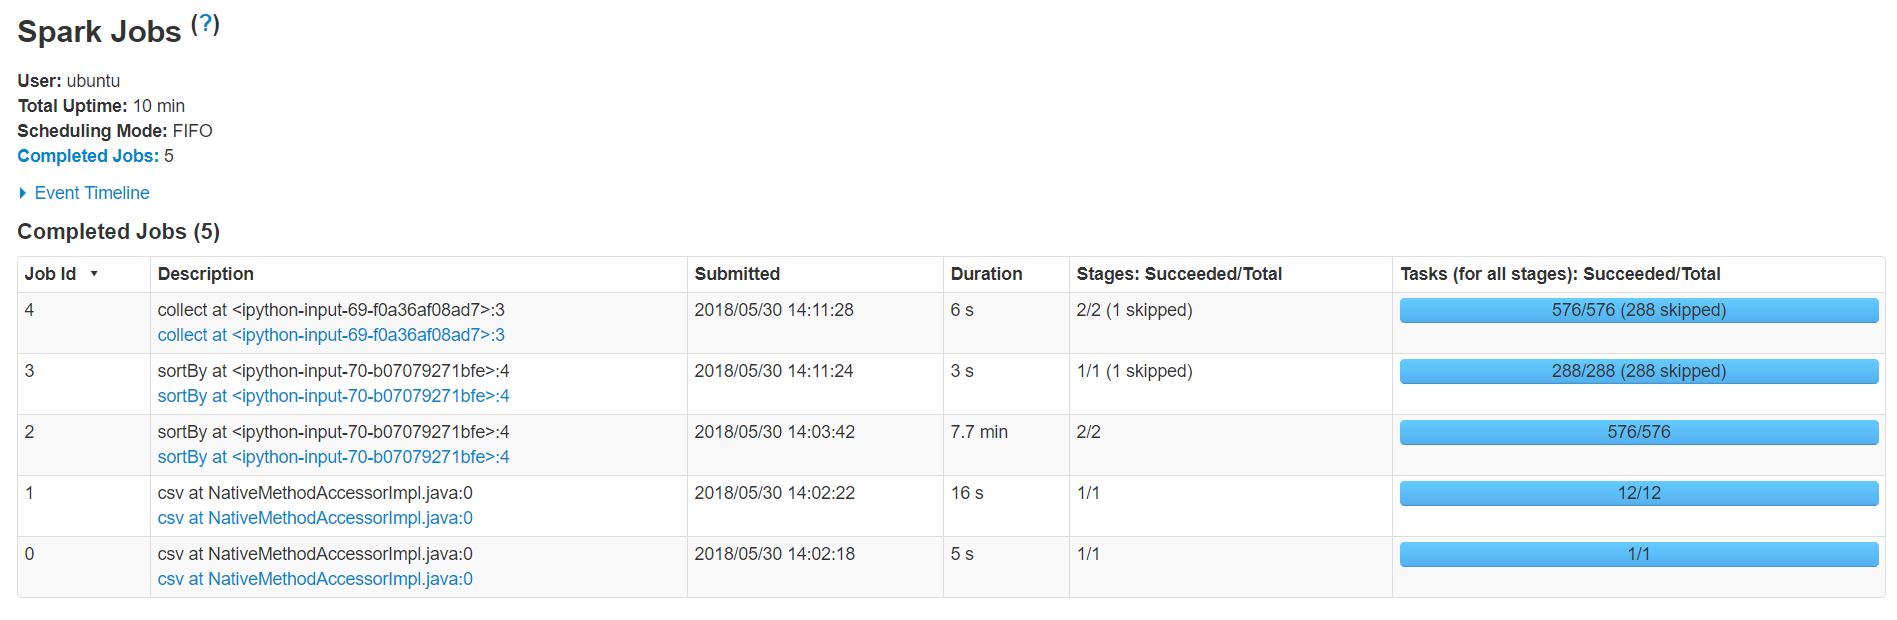 Spark Jobs (?)
User: ubuntu
Total Uptime: 10 min
Scheduling Mode: FIFO
Completed Jobs: 5
Event Timeline
Completed Jobs (5)
Job Id Description Submitted Duration Stages: Succeeded/Total Tasks (for all stages): Succeeded/Total
4 collect at <ipython-input-69-f0a36af08ad7>:3 2018/05/30 14:11:28 6 s 2/2 (1 skipped) 576/576 (288 skipped)
collect at <ipython-input-69-f0a36af08ad7>:3
3 sortBy at <ipython-input-70-b07079271bfe>:4 2018/05/30 14:11:24 3 s 1/1 (1 skipped) 288/288 (288 skipped)
sortBy at <ipython-input-70-b07079271bfe>:4
2 sortBy at <ipython-input-70-b07079271bfe>:4 2018/05/30 14:03:42 7.7 min 2/2 576/576
sortBy at <ipython-input-70-b07079271bfe>:4
1 csv at NativeMethodAccessorImpl.java:0 2018/05/30 14:02:22 16 s 1/1 12/12
csv at NativeMethodAccessorImpl.java:0
0 csv at NativeMethodAccessorImpl.java:0 2018/05/30 14:02:18 5 s 1/1 1/1
csv at NativeMethodAccessorImpl.java:0